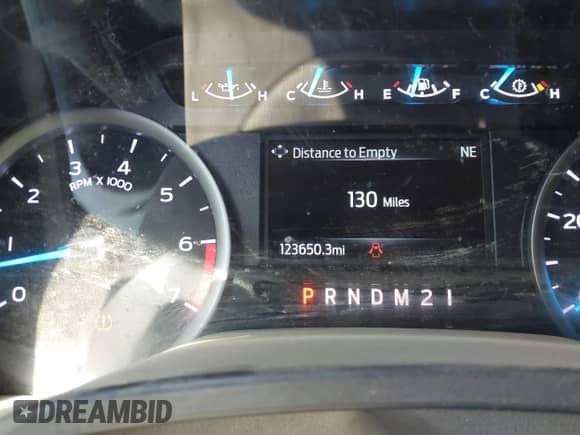 L H C H E F C H
Distance to Empty NE
130 Miles
123650.3mi
P R N D M 2 1
0 1 2 3 4 5 6 7
RPM X 1000
20
DREAMBID